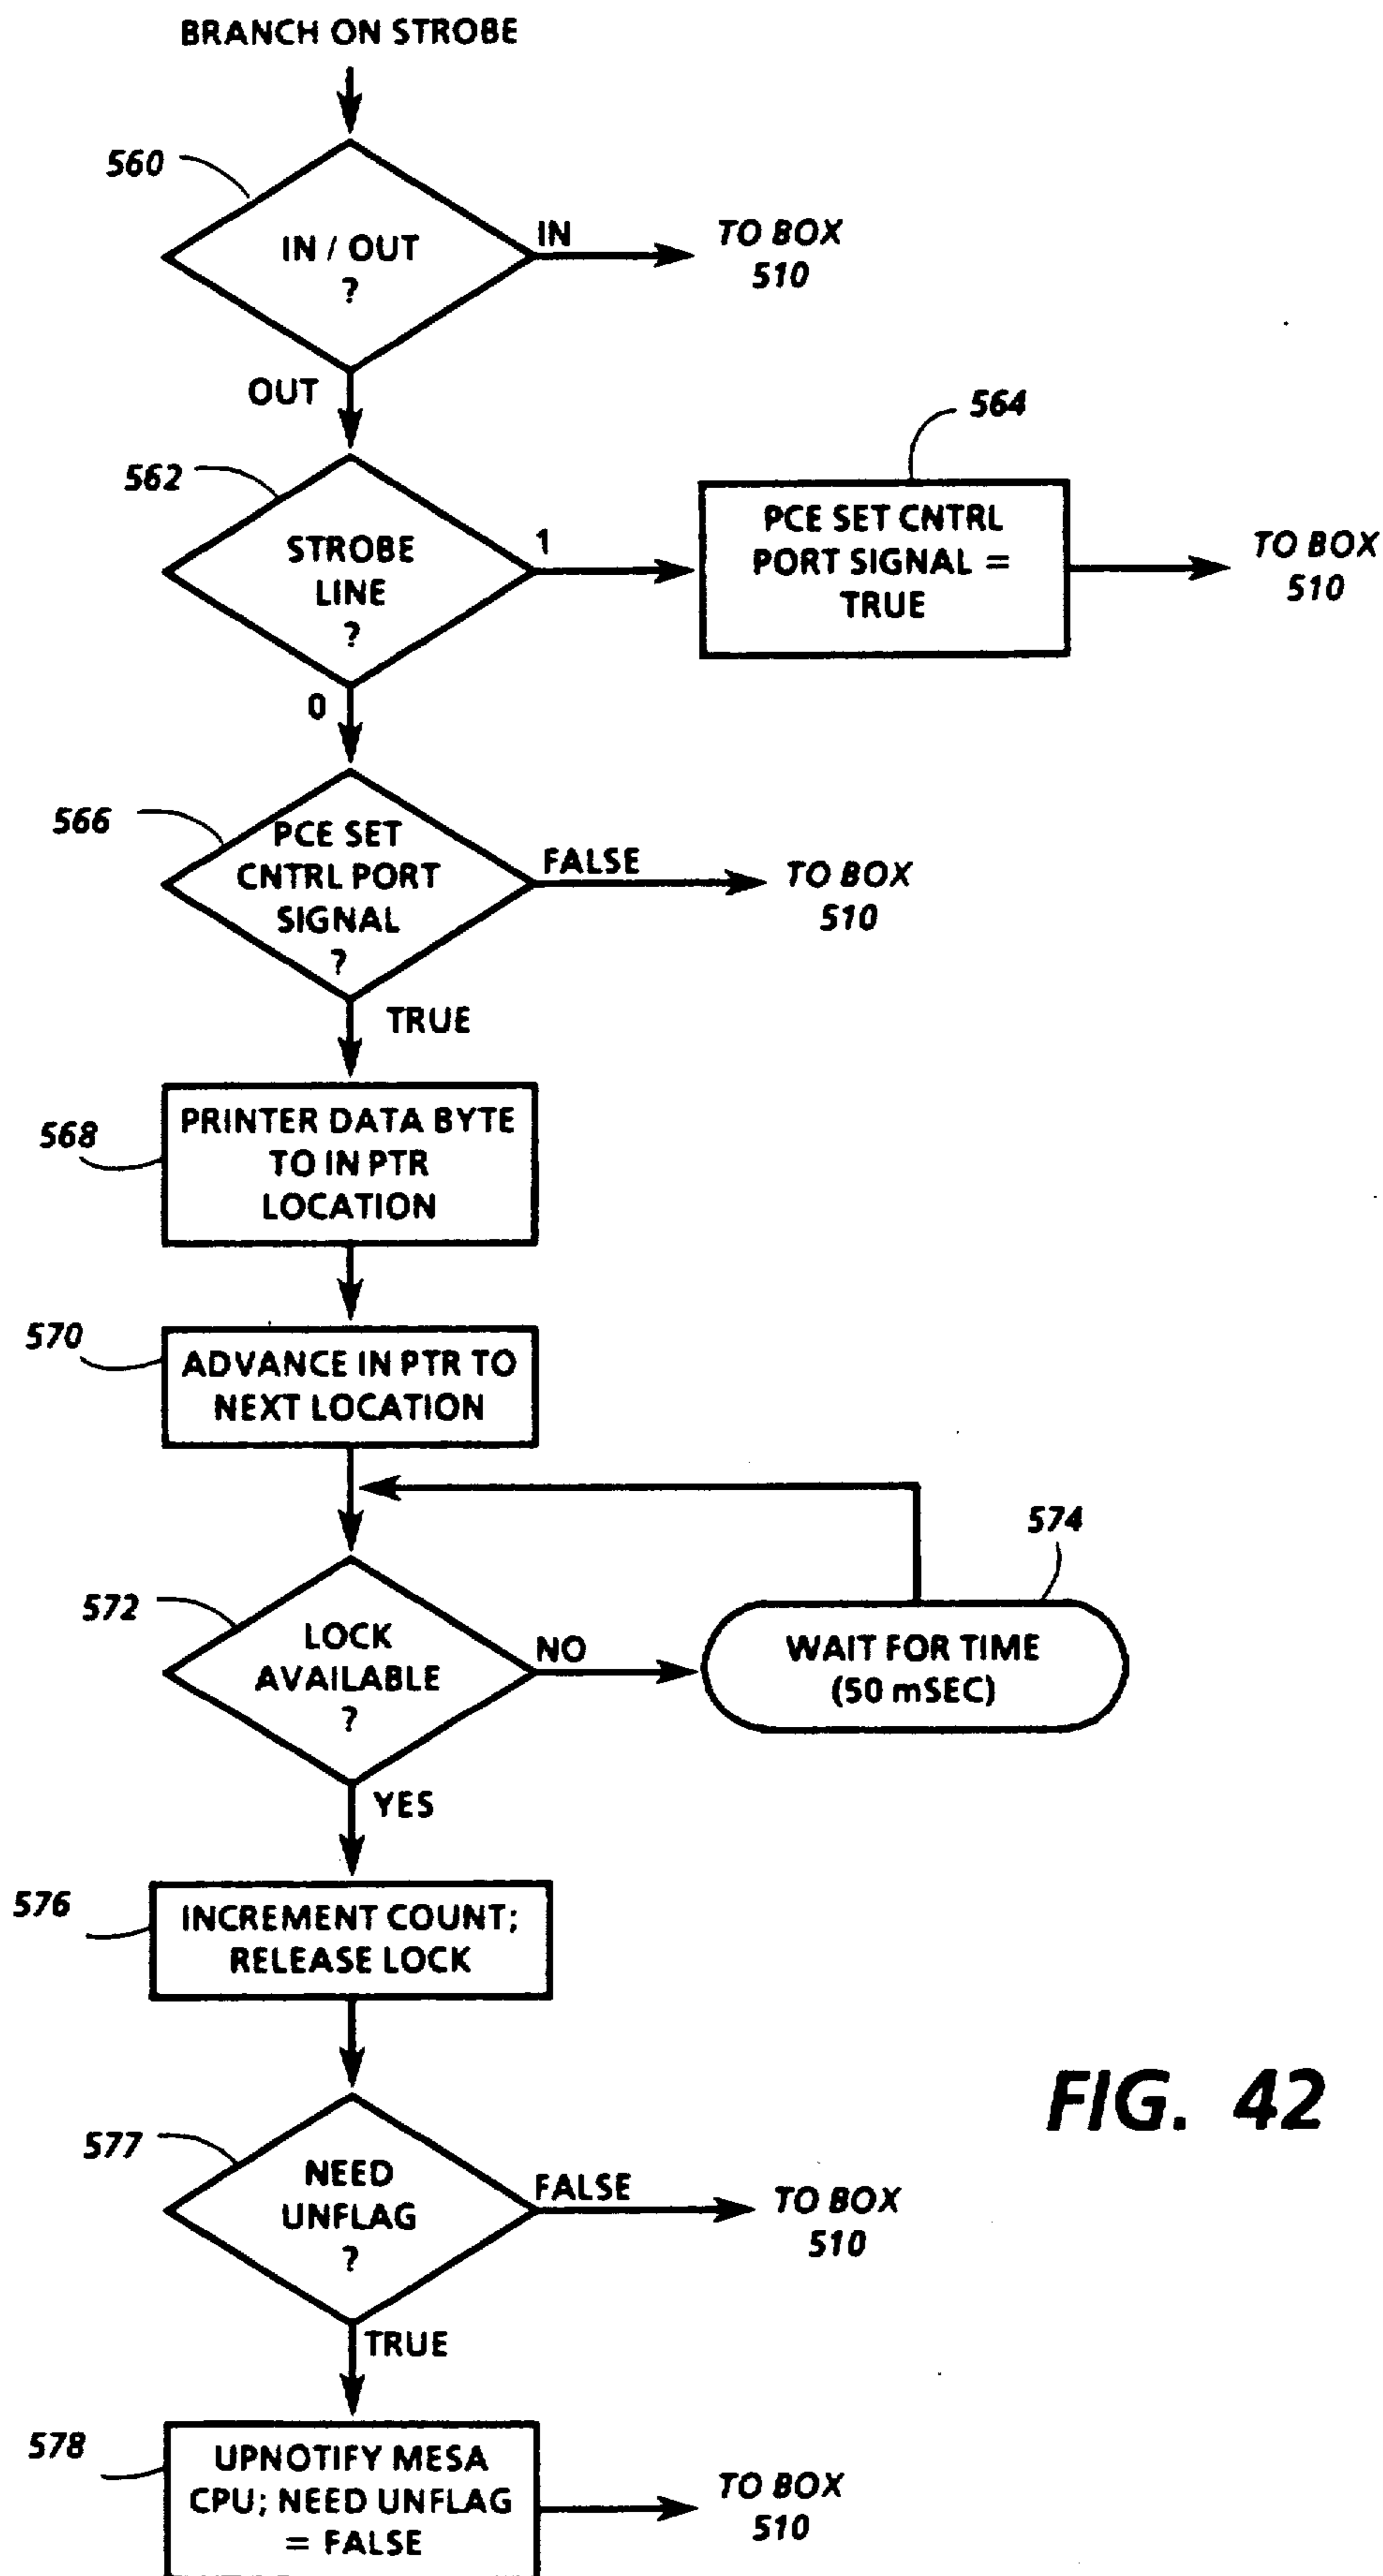 BRANCH ON STROBE
560
IN / OUT
?
IN
TO BOX
510
OUT
562
STROBE
LINE
?
1
564
PCE SET CNTRL
PORT SIGNAL =
TRUE
TO BOX
510
0
566
PCE SET
CNTRL PORT
SIGNAL
?
FALSE
TO BOX
510
TRUE
568
PRINTER DATA BYTE
TO IN PTR
LOCATION
570
ADVANCE IN PTR TO
NEXT LOCATION
572
LOCK
AVAILABLE
?
NO
574
WAIT FOR TIME
(50 mSEC)
YES
576
INCREMENT COUNT;
RELEASE LOCK
577
NEED
UNFLAG
?
FALSE
TO BOX
510
TRUE
578
UPNOTIFY MESA
CPU; NEED UNFLAG
= FALSE
TO BOX
510
FIG. 42